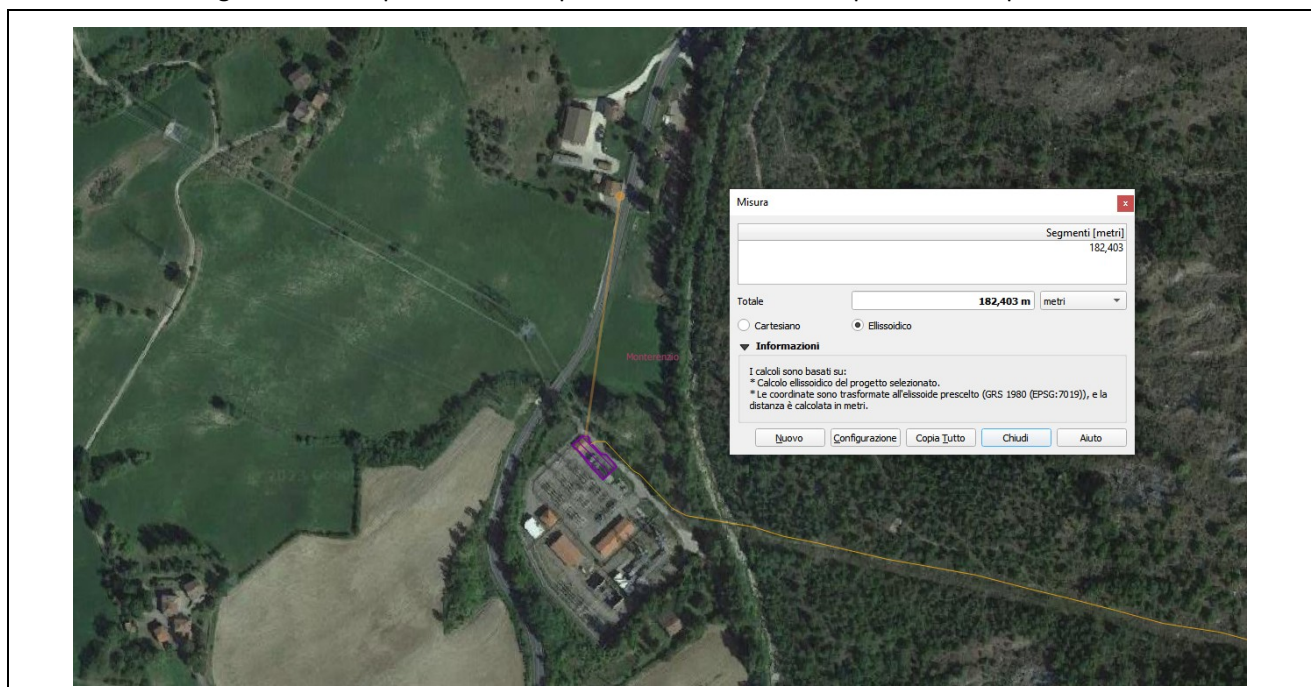 Misura
x
Segmenti [metri]
182,403
Totale
182,403 m
metri
Cartesiano
Ellissoidico
Informazioni
I calcoli sono basati su:
* Calcolo ellissoidico del progetto selezionato.
* Le coordinate sono trasformate all'elissoide prescelto (GRS 1980 (EPSG:7019)), e la
distanza è calcolata in metri.
Nuovo
Configurazione
Copia Tutto
Chiudi
Aiuto
Monterenzio